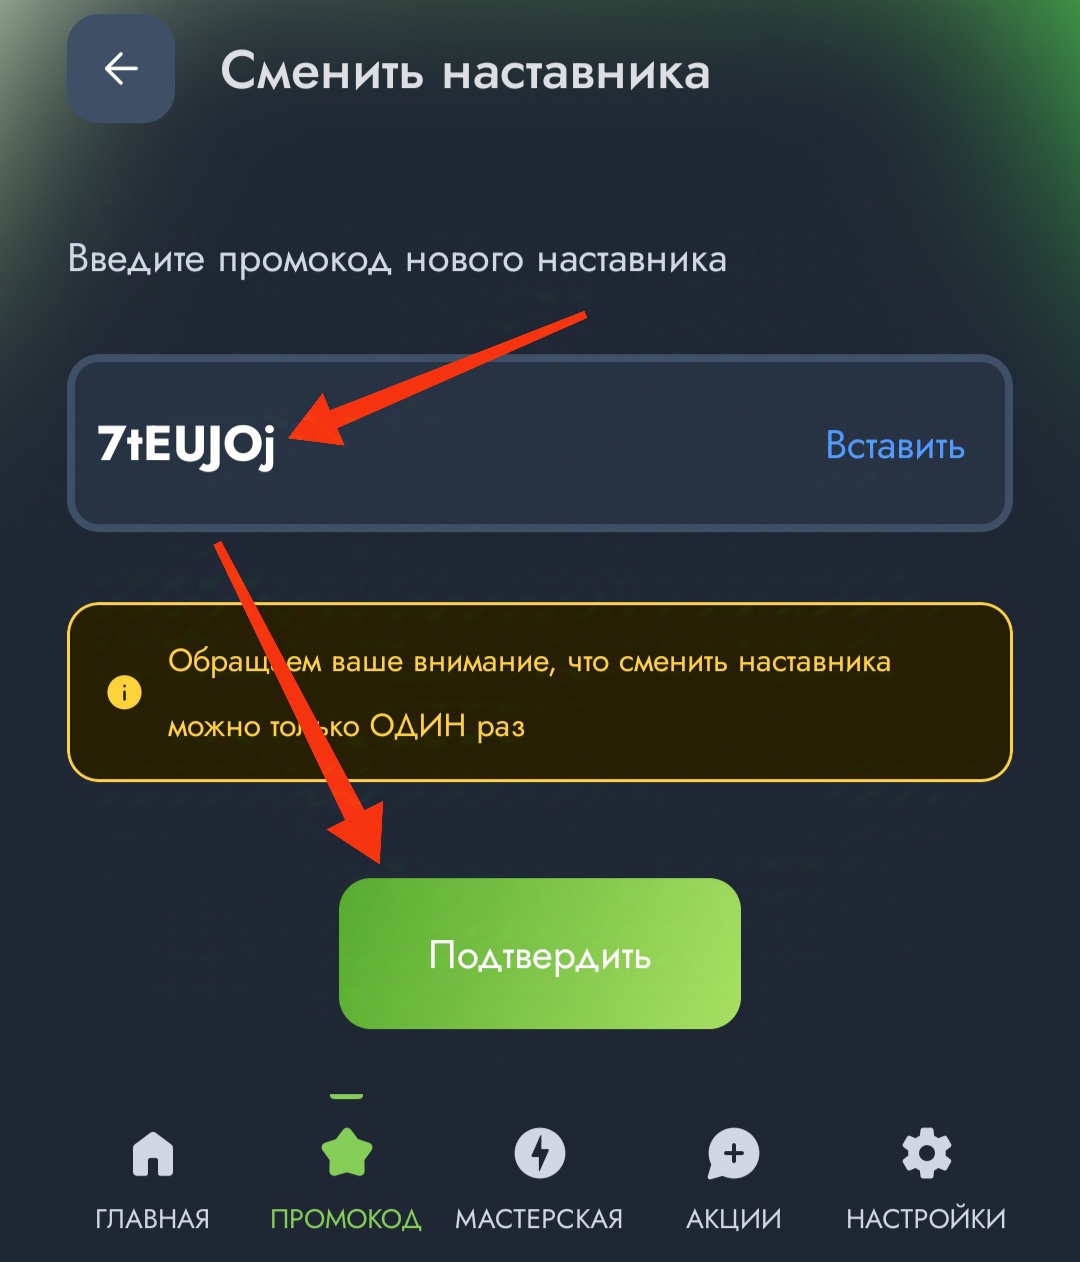 Сменить наставника
Введите промокод нового наставника
7tEUJOj
Вставить
Обращаем ваше внимание, что сменить наставника
можно только ОДИН раз
Подтвердить
ГЛАВНАЯ
ПРОМОКОД
МАСТЕРСКАЯ
АКЦИИ
НАСТРОЙКИ